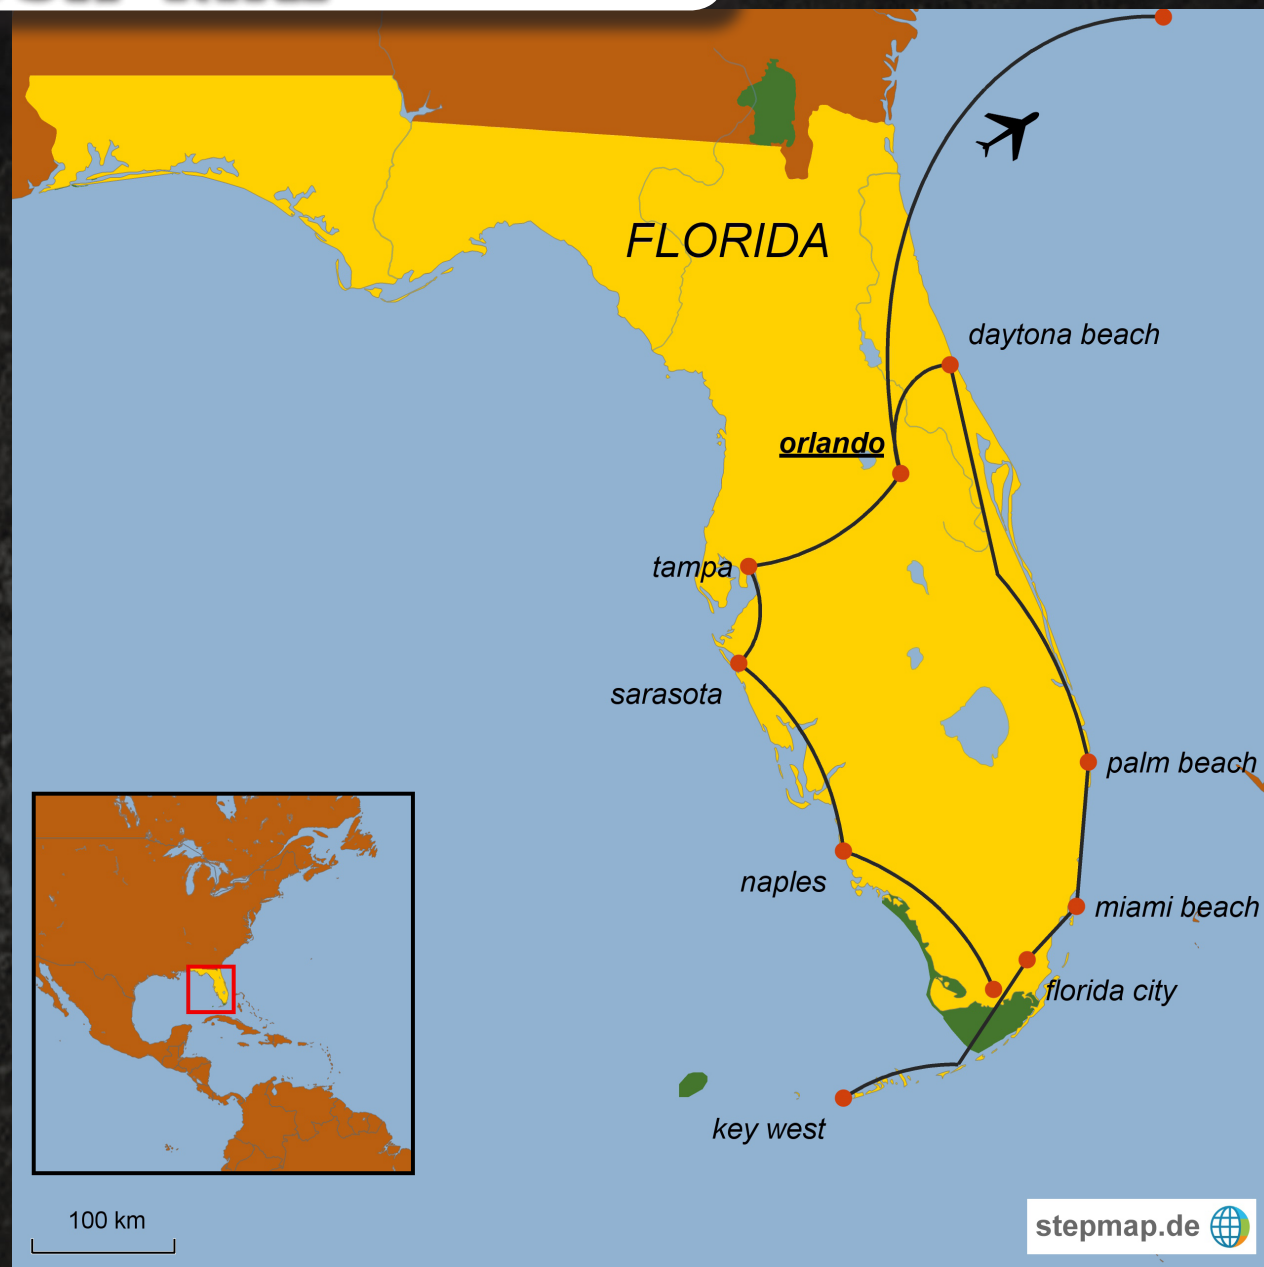 FLORIDA
daytona beach
orlando
tampa
sarasota
palm beach
naples
miami beach
florida city
key west
100 km
stepmap.de